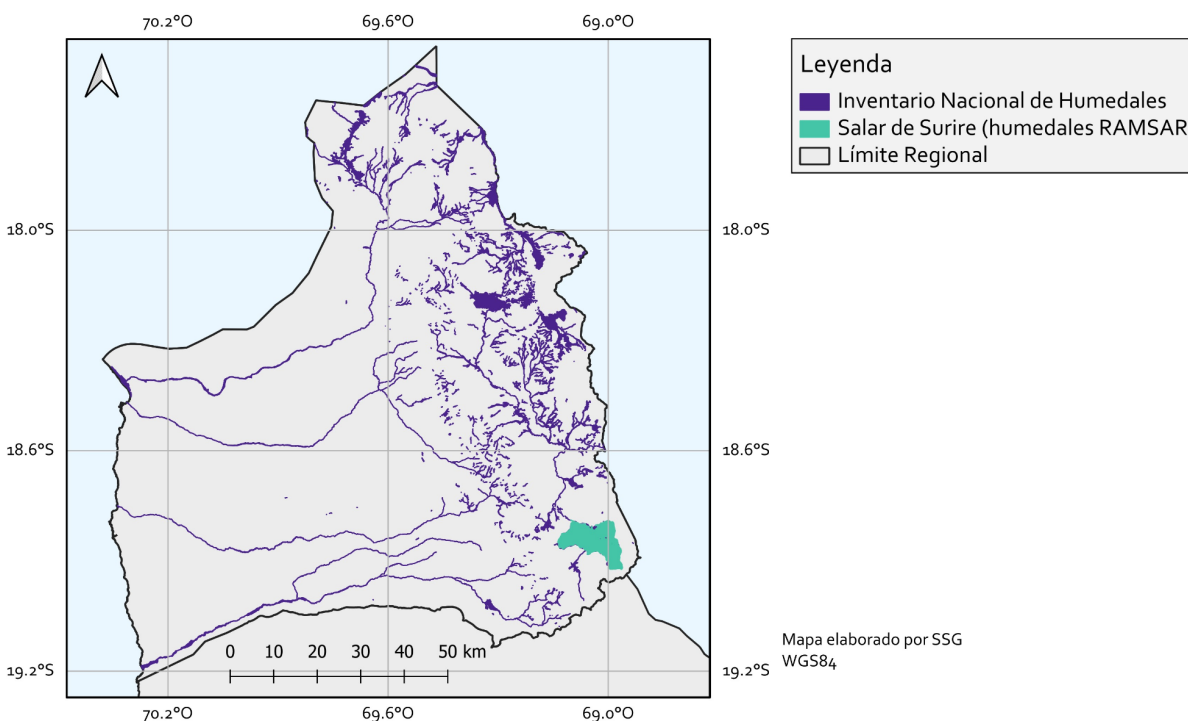 70.2°O 69.6°O 69.0°O
Leyenda
Inventario Nacional de Humedales
Salar de Surire (humedales RAMSAR
Límite Regional
18.0°S 18.0°S
18.6°S 18.6°S
Mapa elaborado por SSG
WGS84
0 10 20 30 40 50 km
19.2°S 19.2°S
70.2°O 69.6°O 69.0°O